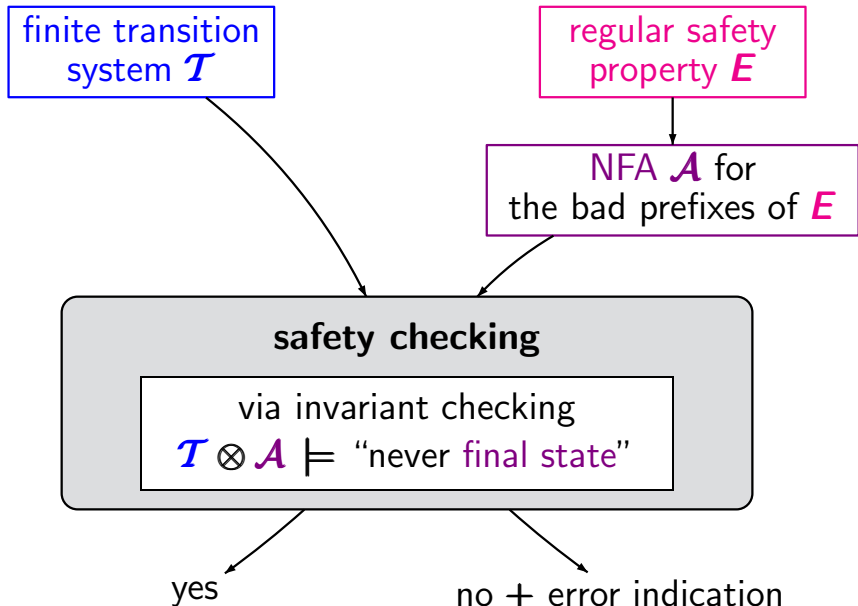 finite transition
system 𝓣
regular safety
property E
NFA 𝓐 for
the bad prefixes of E
safety checking
via invariant checking
𝓣 ⊗ 𝓐 ⊨ “never final state”
yes
no + error indication